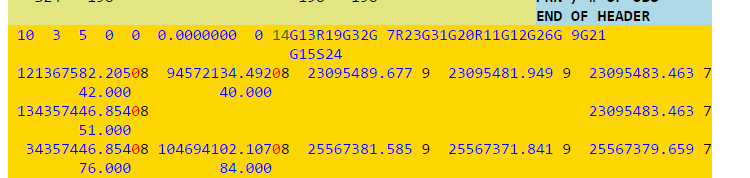 END OF HEADER
10 3 5 0 0 0.0000000 0 14G13R19G32G 7R23G31G20R11G12G26G 9G21
G15S24
121367582.20508 94572134.49208 23095489.677 9 23095481.949 9 23095483.463 7
42.000 40.000
134357446.85408 23095483.463 7
51.000
34357446.85408 104694102.10708 25567381.585 9 25567371.841 9 25567379.659 7
76.000 84.000